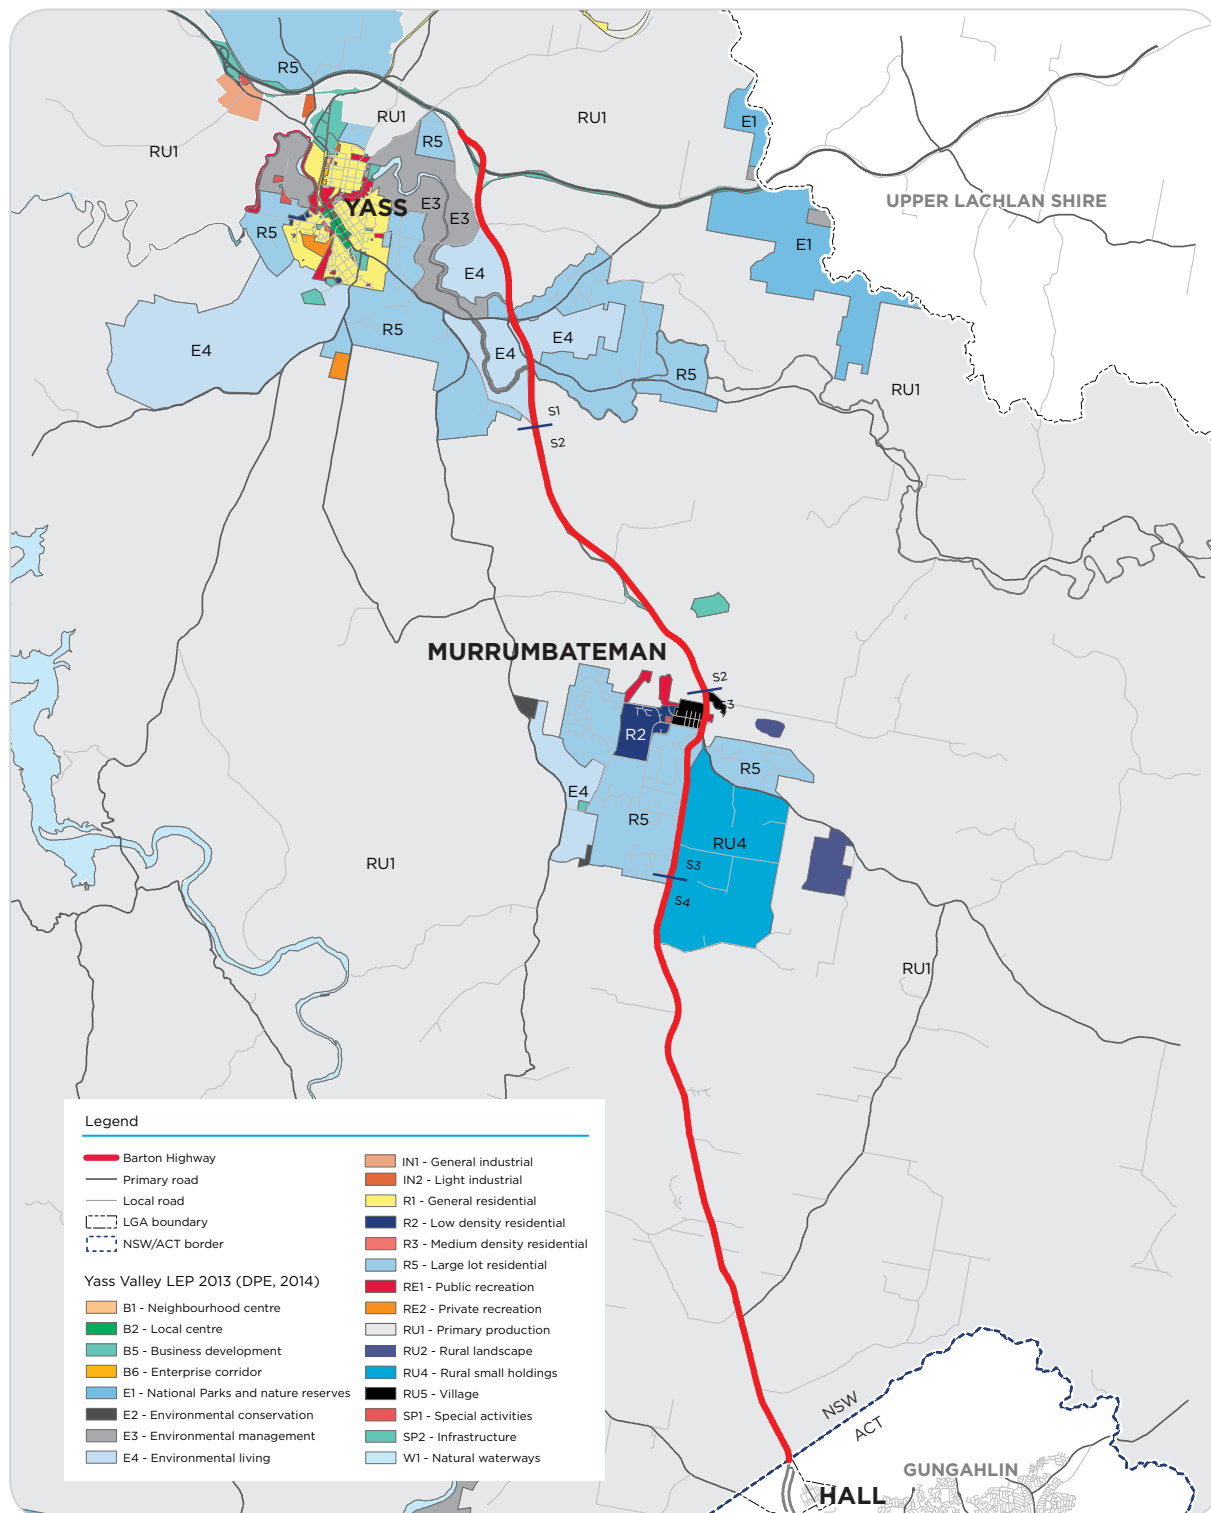 R5
RU1
RU1
RU1
R5
E1
UPPER LACHLAN SHIRE
YASS
E3
E3
R5
E1
E4
R5
E4
E4
E4
R5
RU1
S1
S2
MURRUMBATEMAN
S2
S3
R2
R5
E4
R5
RU4
RU1
S3
S4
RU1
NSW
ACT
GUNGAHLIN
HALL
Legend
Barton Highway
Primary road
Local road
LGA boundary
NSW/ACT border
Yass Valley LEP 2013 (DPE, 2014)
B1 - Neighbourhood centre
B2 - Local centre
B5 - Business development
B6 - Enterprise corridor
E1 - National Parks and nature reserves
E2 - Environmental conservation
E3 - Environmental management
E4 - Environmental living
IN1 - General industrial
IN2 - Light industrial
R1 - General residential
R2 - Low density residential
R3 - Medium density residential
R5 - Large lot residential
RE1 - Public recreation
RE2 - Private recreation
RU1 - Primary production
RU2 - Rural landscape
RU4 - Rural small holdings
RU5 - Village
SP1 - Special activities
SP2 - Infrastructure
W1 - Natural waterways